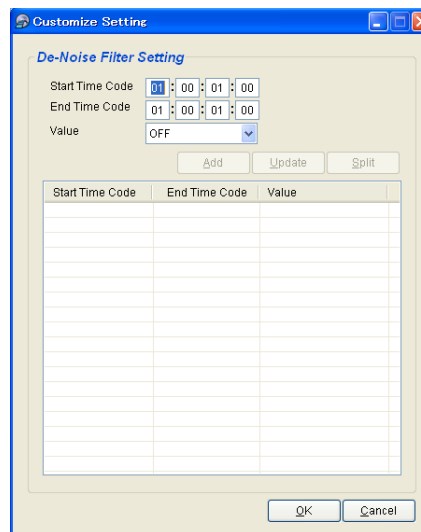 Customize Setting
De-Noise Filter Setting
Start Time Code 01 : 00 : 01 : 00
End Time Code 01 : 00 : 01 : 00
Value OFF
Add Update Split
Start Time Code End Time Code Value
OK Cancel